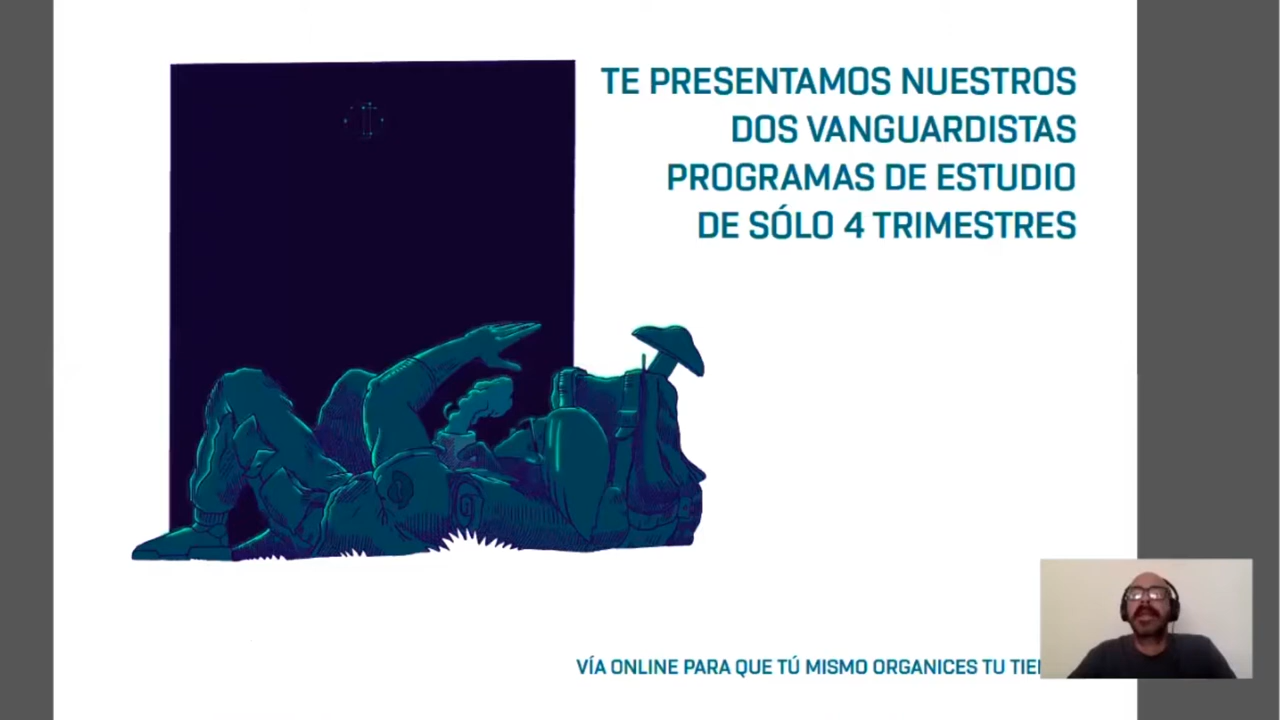 TE PRESENTAMOS NUESTROS
DOS VANGUARDISTAS
PROGRAMAS DE ESTUDIO
DE SÓLO 4 TRIMESTRES
VÍA ONLINE PARA QUE TÚ MISMO ORGANICES TU